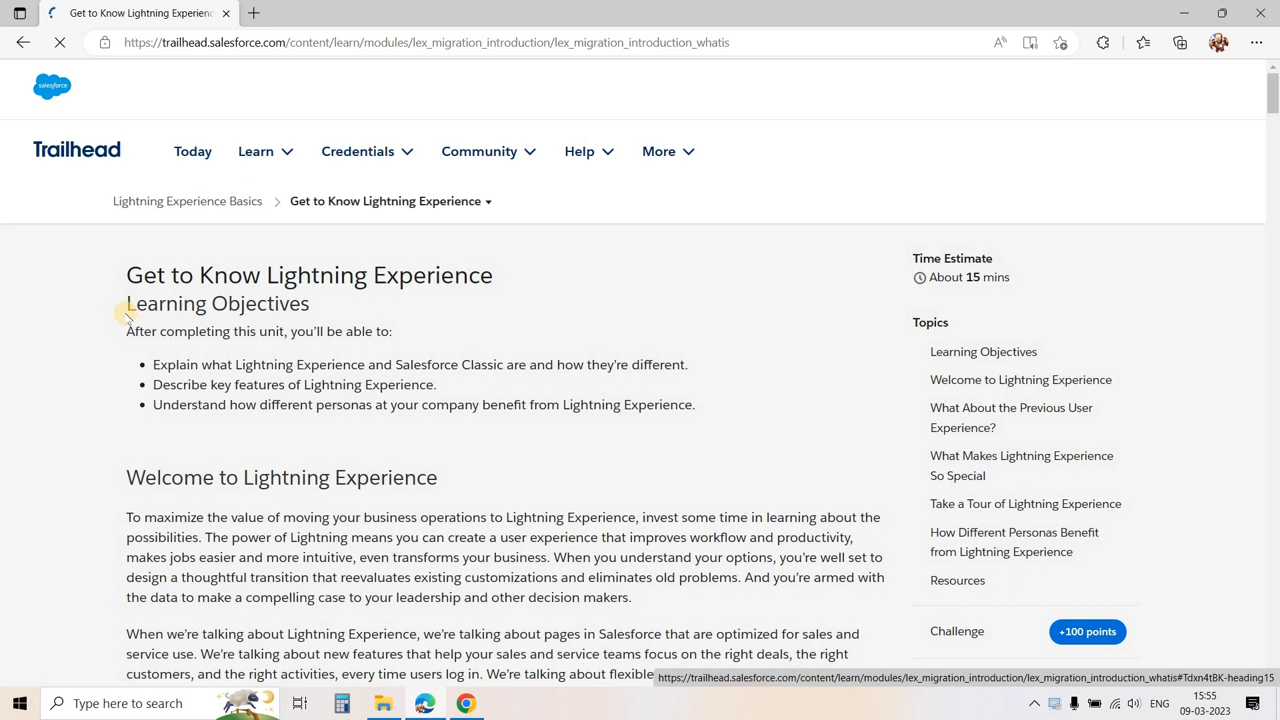 Get to Know Lightning Experienc
https://trailhead.salesforce.com/content/learn/modules/lex_migration_introduction/lex_migration_introduction_whatis
salesforce
Trailhead
Today
Learn
Credentials
Community
Help
More
Lightning Experience Basics
Get to Know Lightning Experience
Get to Know Lightning Experience
Learning Objectives
After completing this unit, you’ll be able to:
• Explain what Lightning Experience and Salesforce Classic are and how they’re different.
• Describe key features of Lightning Experience.
• Understand how different personas at your company benefit from Lightning Experience.
Welcome to Lightning Experience
To maximize the value of moving your business operations to Lightning Experience, invest some time in learning about the
possibilities. The power of Lightning means you can create a user experience that improves workflow and productivity,
makes jobs easier and more intuitive, even transforms your business. When you understand your options, you’re well set to
design a thoughtful transition that reevaluates existing customizations and eliminates old problems. And you’re armed with
the data to make a compelling case to your leadership and other decision makers.
When we’re talking about Lightning Experience, we’re talking about pages in Salesforce that are optimized for sales and
service use. We’re talking about new features that help your sales and service teams focus on the right deals, the right
customers, and the right activities, every time users log in. We’re talking about flexible
Time Estimate
About 15 mins
Topics
Learning Objectives
Welcome to Lightning Experience
What About the Previous User
Experience?
What Makes Lightning Experience
So Special
Take a Tour of Lightning Experience
How Different Personas Benefit
from Lightning Experience
Resources
Challenge
+100 points
https://trailhead.salesforce.com/content/learn/modules/lex_migration_introduction/lex_migration_introduction_whatis#Tdxn4tBK-heading15
Type here to search
ENG
15:55
09-03-2023